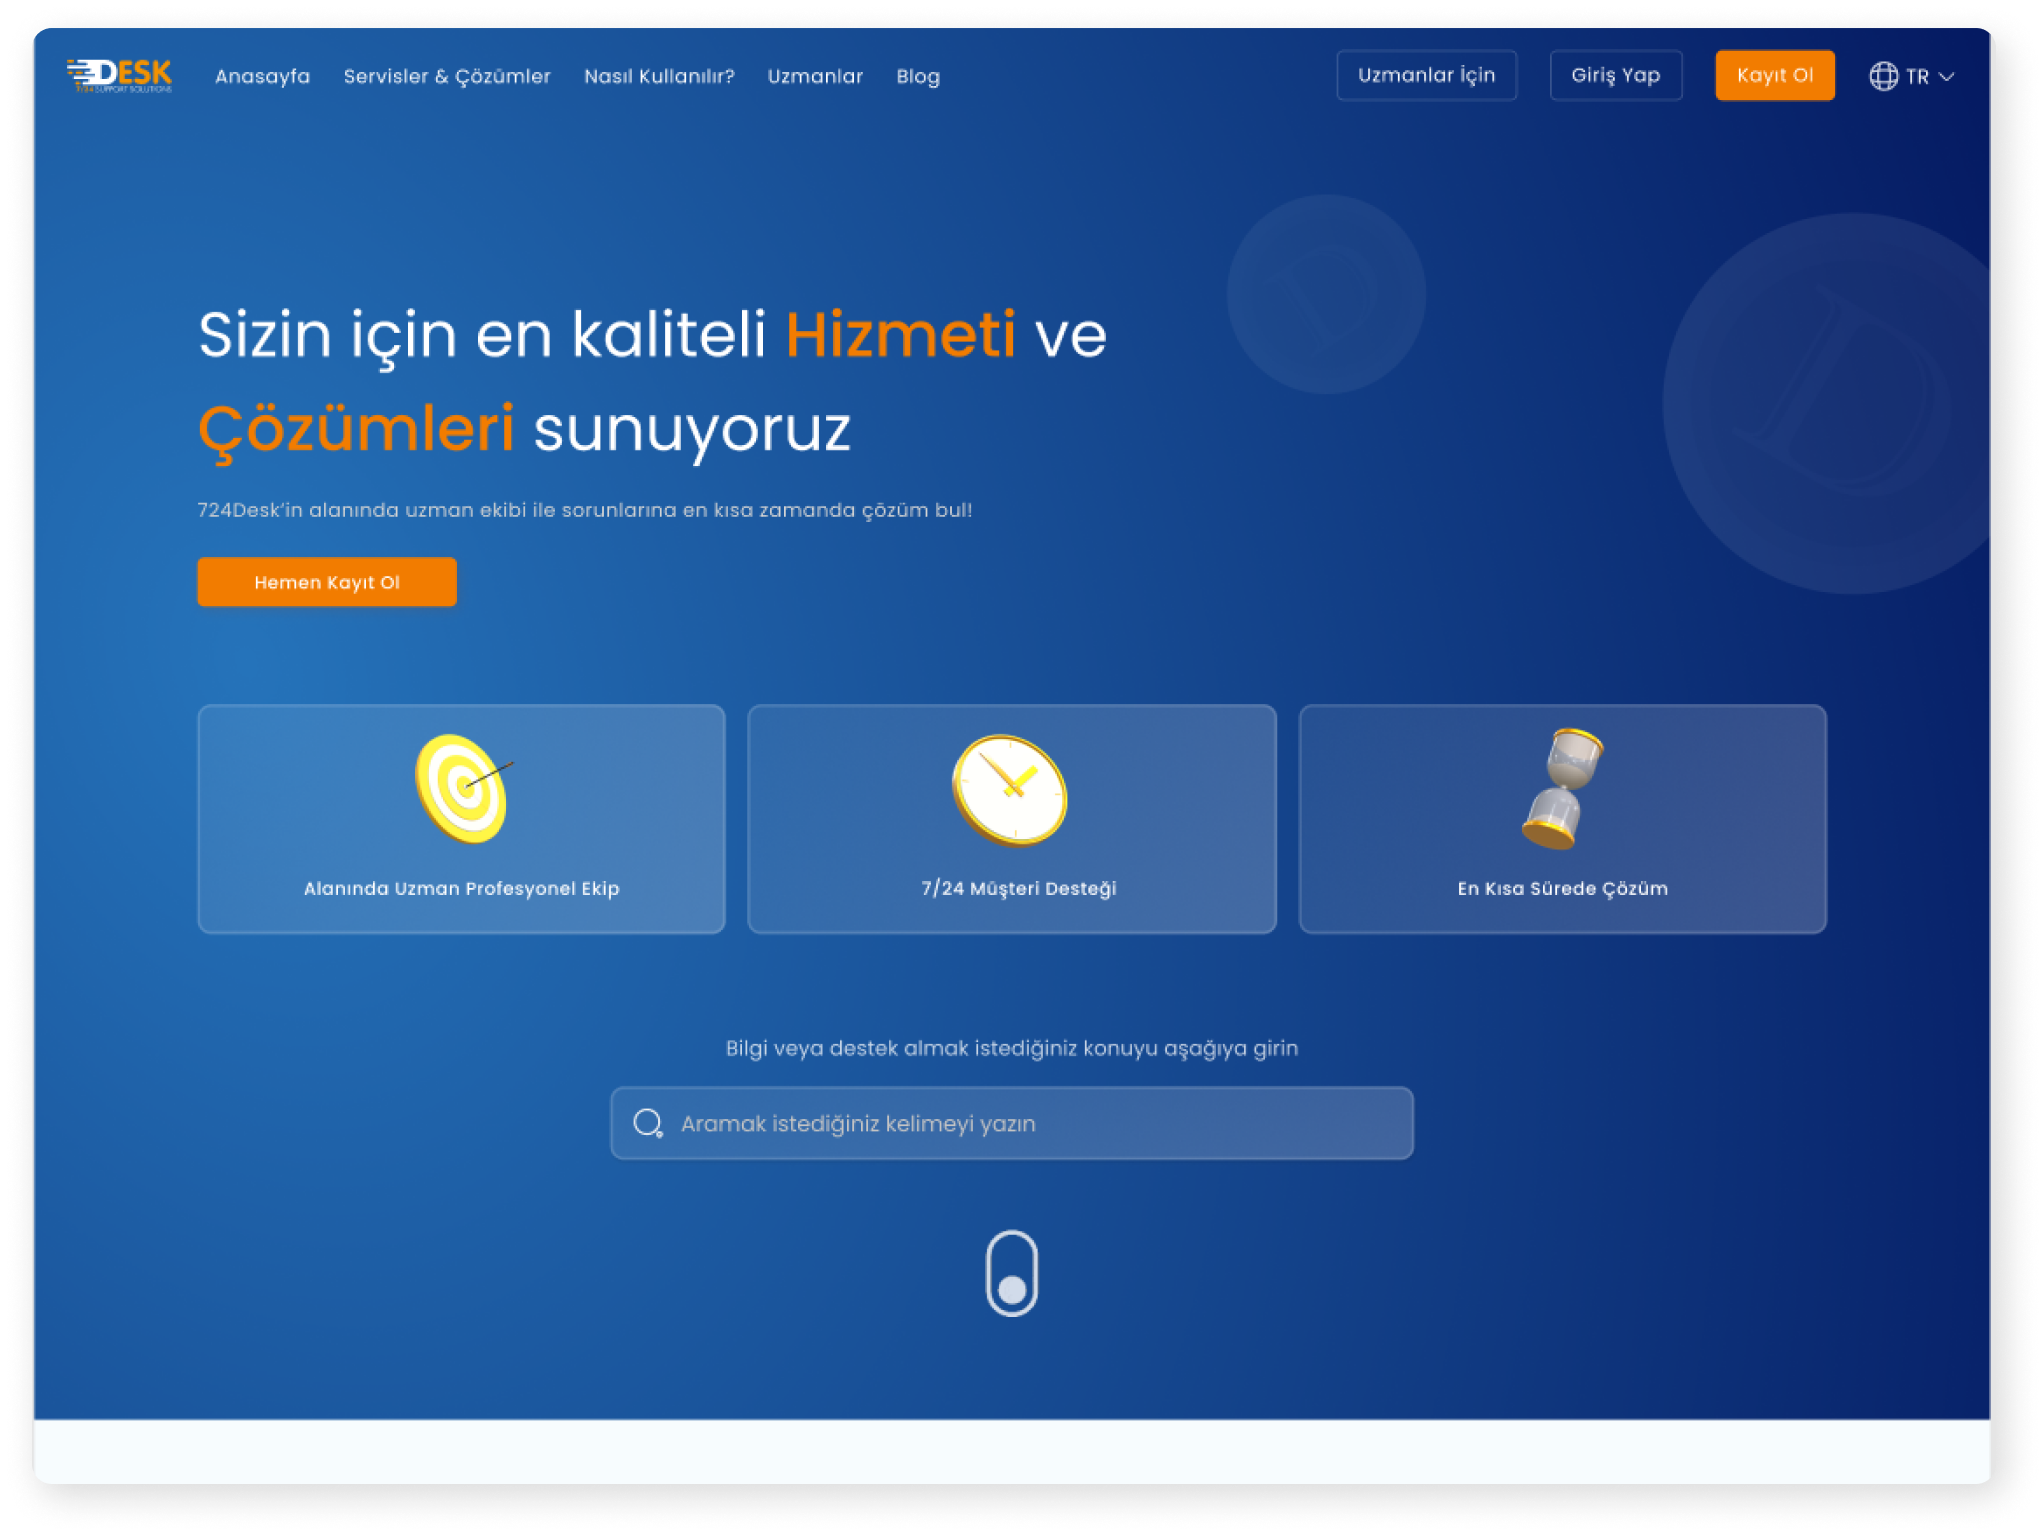 DESK
7/24 SUPPORT SOLUTIONS
Anasayfa
Servisler & Çözümler
Nasıl Kullanılır?
Uzmanlar
Blog
Uzmanlar İçin
Giriş Yap
Kayıt Ol
TR
Sizin için en kaliteli Hizmeti ve
Çözümleri sunuyoruz
724Desk'in alanında uzman ekibi ile sorunlarına en kısa zamanda çözüm bul!
Hemen Kayıt Ol
Alanında Uzman Profesyonel Ekip
7/24 Müşteri Desteği
En Kısa Sürede Çözüm
Bilgi veya destek almak istediğiniz konuyu aşağıya girin
Aramak istediğiniz kelimeyi yazın
D
D